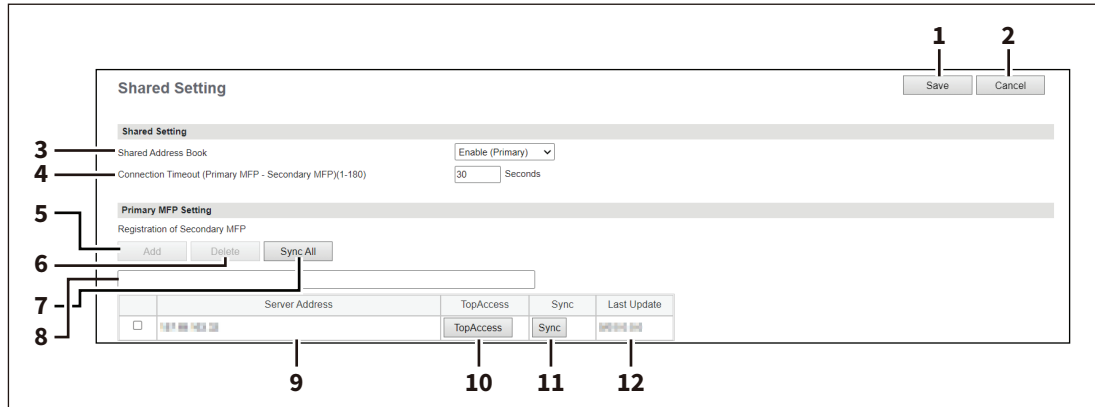 1 2
Shared Setting Save Cancel
Shared Setting
3 Shared Address Book Enable (Primary)
4 Connection Timeout (Primary MFP - Secondary MFP)(1-180) 30 Seconds
Primary MFP Setting
5
Registration of Secondary MFP
Add Delete Sync All
6
7
8
Server Address TopAccess Sync Last Update
TopAccess Sync
9 10 11 12